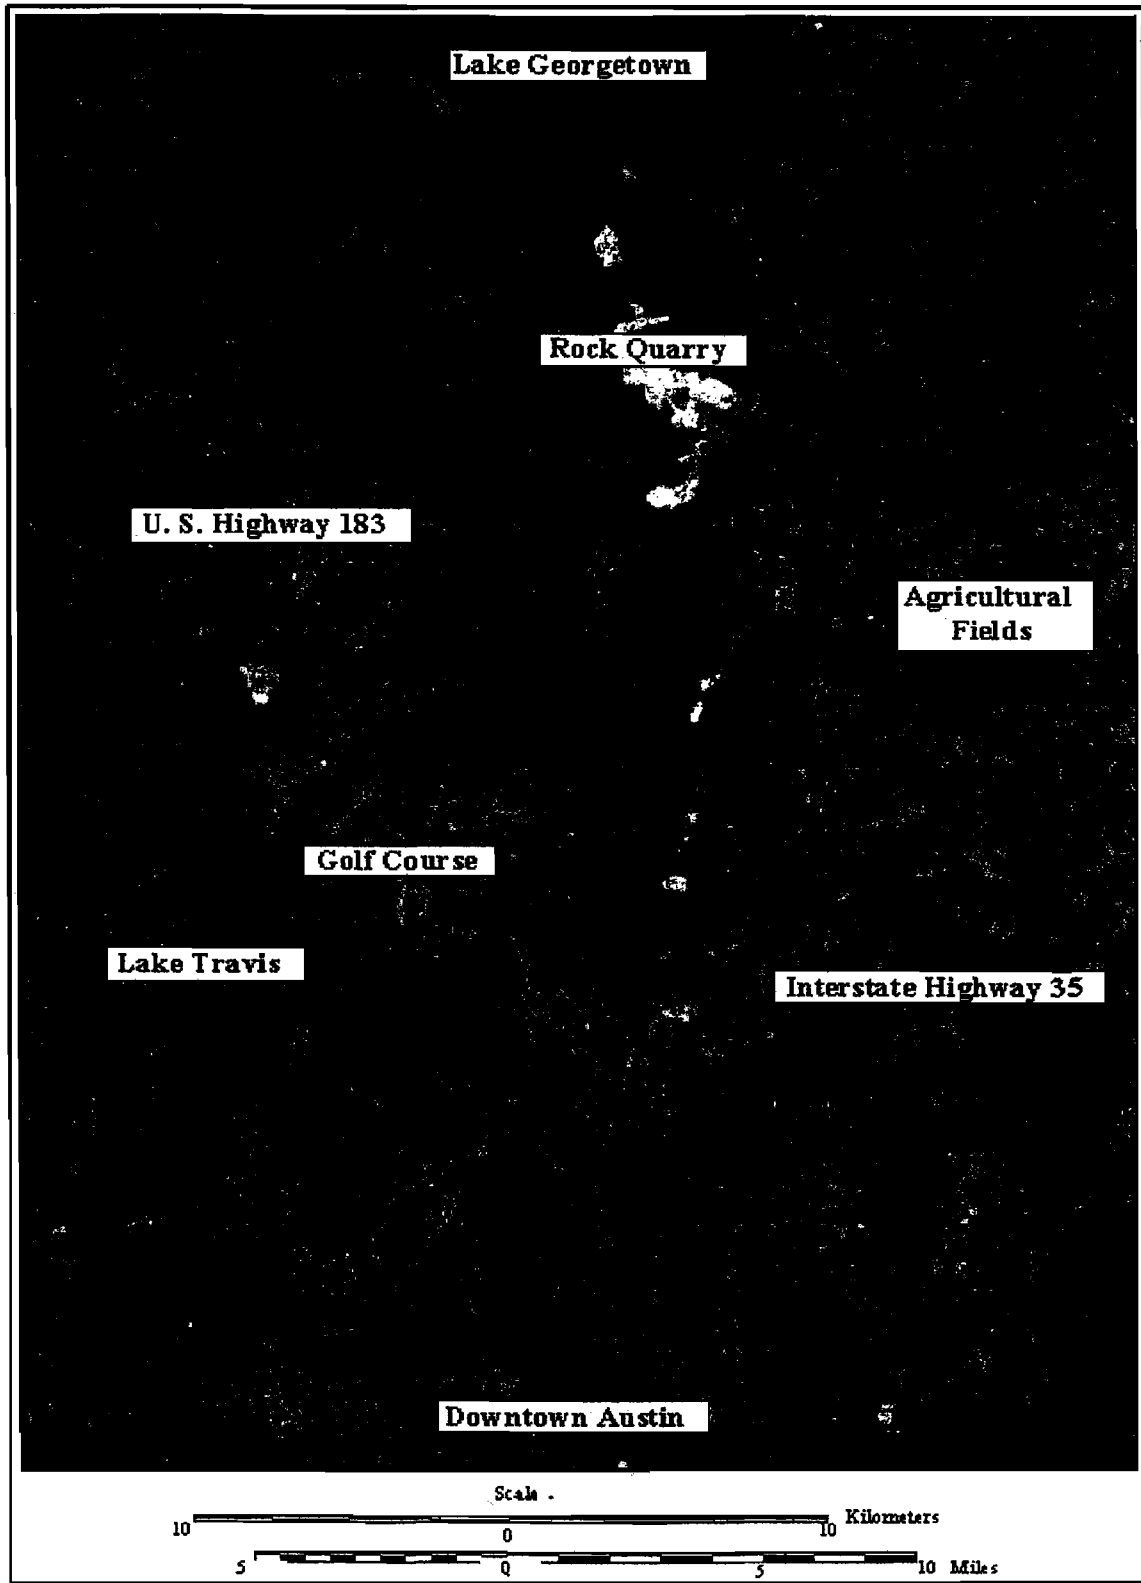 Lake Georgetown
Rock Quarry
U. S. Highway 183
Agricultural
Fields
Golf Course
Lake Travis
Interstate Highway 35
Downtown Austin
Scale
10 0 10 Kilometers
5 0 5 10 Miles